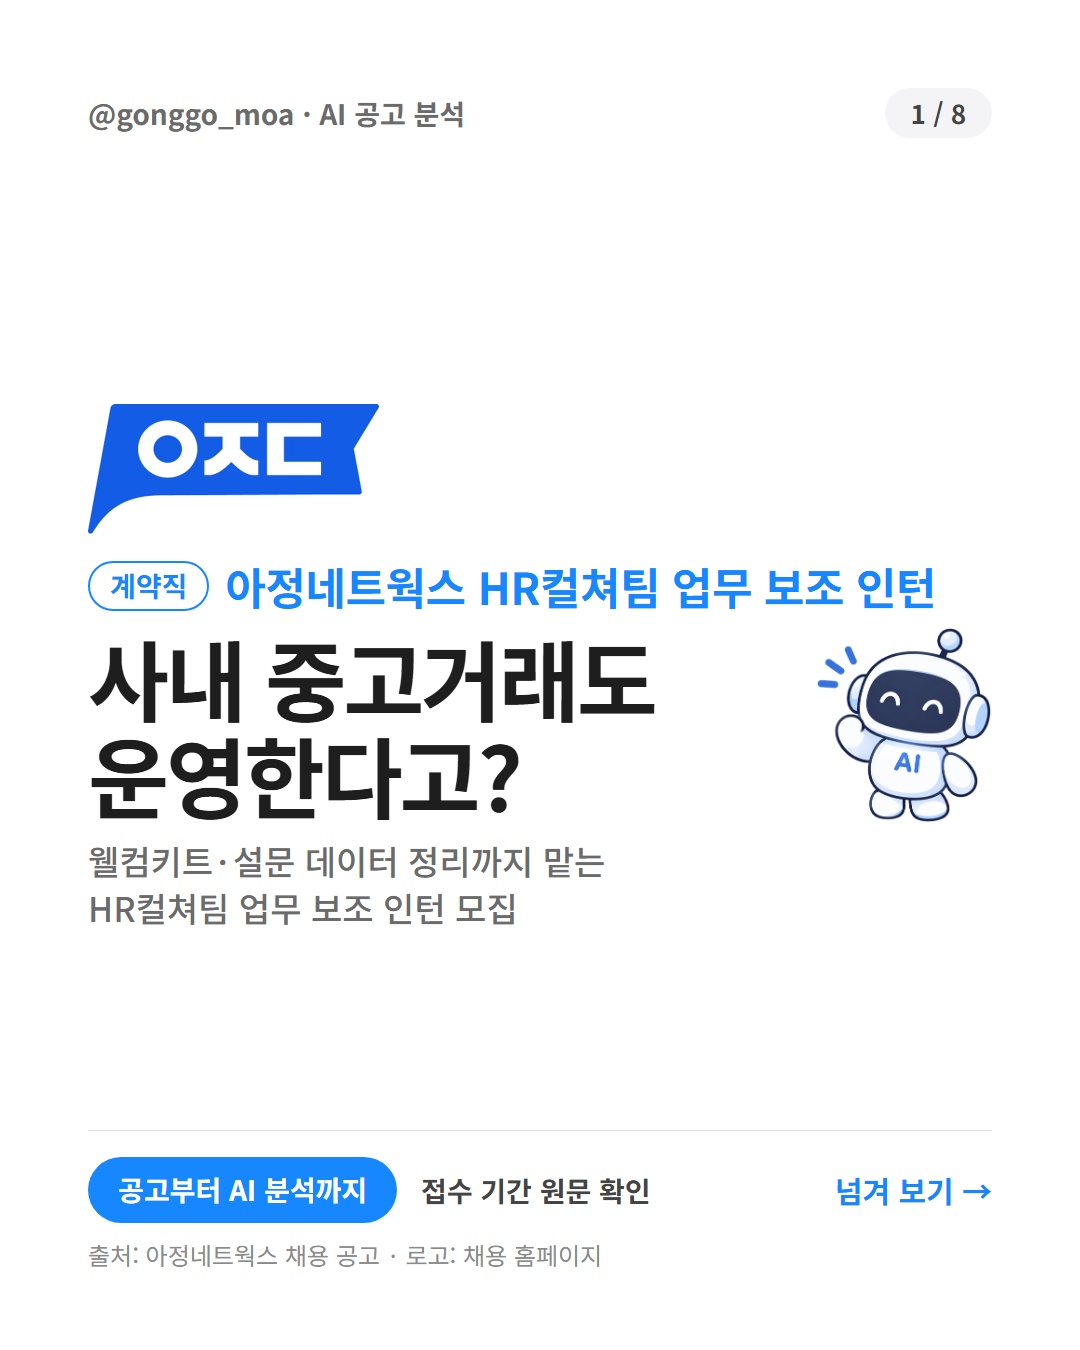 @gonggo_moa · AI 공고 분석
1 / 8
ㅇㅈㄷ
계약직 아정네트웍스 HR컬쳐팀 업무 보조 인턴
사내 중고거래도
운영한다고?
AI
웰컴키트·설문 데이터 정리까지 맡는
HR컬쳐팀 업무 보조 인턴 모집
공고부터 AI 분석까지 접수 기간 원문 확인 넘겨 보기 →
출처: 아정네트웍스 채용 공고 · 로고: 채용 홈페이지